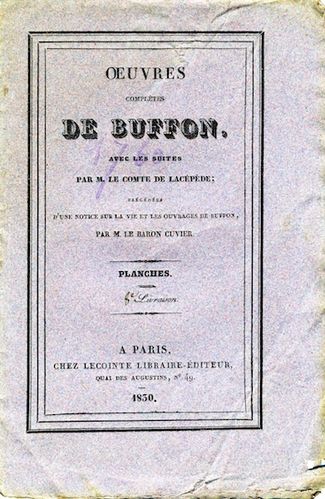 ŒUVRES
COMPLÈTES
DE BUFFON,
AVEC LES SUITES
PAR M. LE COMTE DE LACÉPÈDE;
PRÉCÉDÉES
D'UNE NOTICE SUR LA VIE ET LES OUVRAGES DE BUFFON,
PAR M. LE BARON CUVIER.
PLANCHES.
Livraison
A PARIS,
CHEZ LECOINTE LIBRAIRE-ÉDITEUR,
QUAI DES AUGUSTINS, Nº 49.
1830.